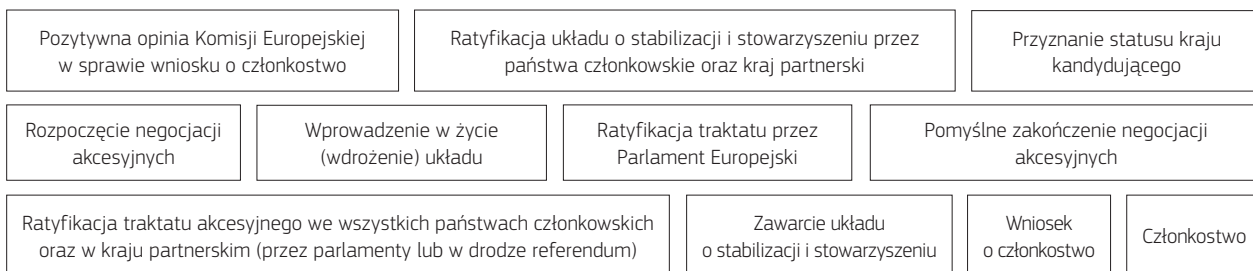 Pozytywna opinia Komisji Europejskiej
w sprawie wniosku o członkostwo
Ratyfikacja układu o stabilizacji i stowarzyszeniu przez
państwa członkowskie oraz kraj partnerski
Przyznanie statusu kraju
kandydującego
Rozpoczęcie negocjacji
akcesyjnych
Wprowadzenie w życie
(wdrożenie) układu
Ratyfikacja traktatu przez
Parlament Europejski
Pomyślne zakończenie negocjacji
akcesyjnych
Ratyfikacja traktatu akcesyjnego we wszystkich państwach członkowskich
oraz w kraju partnerskim (przez parlamenty lub w drodze referendum)
Zawarcie układu
o stabilizacji i stowarzyszeniu
Wniosek
o członkostwo
Członkostwo